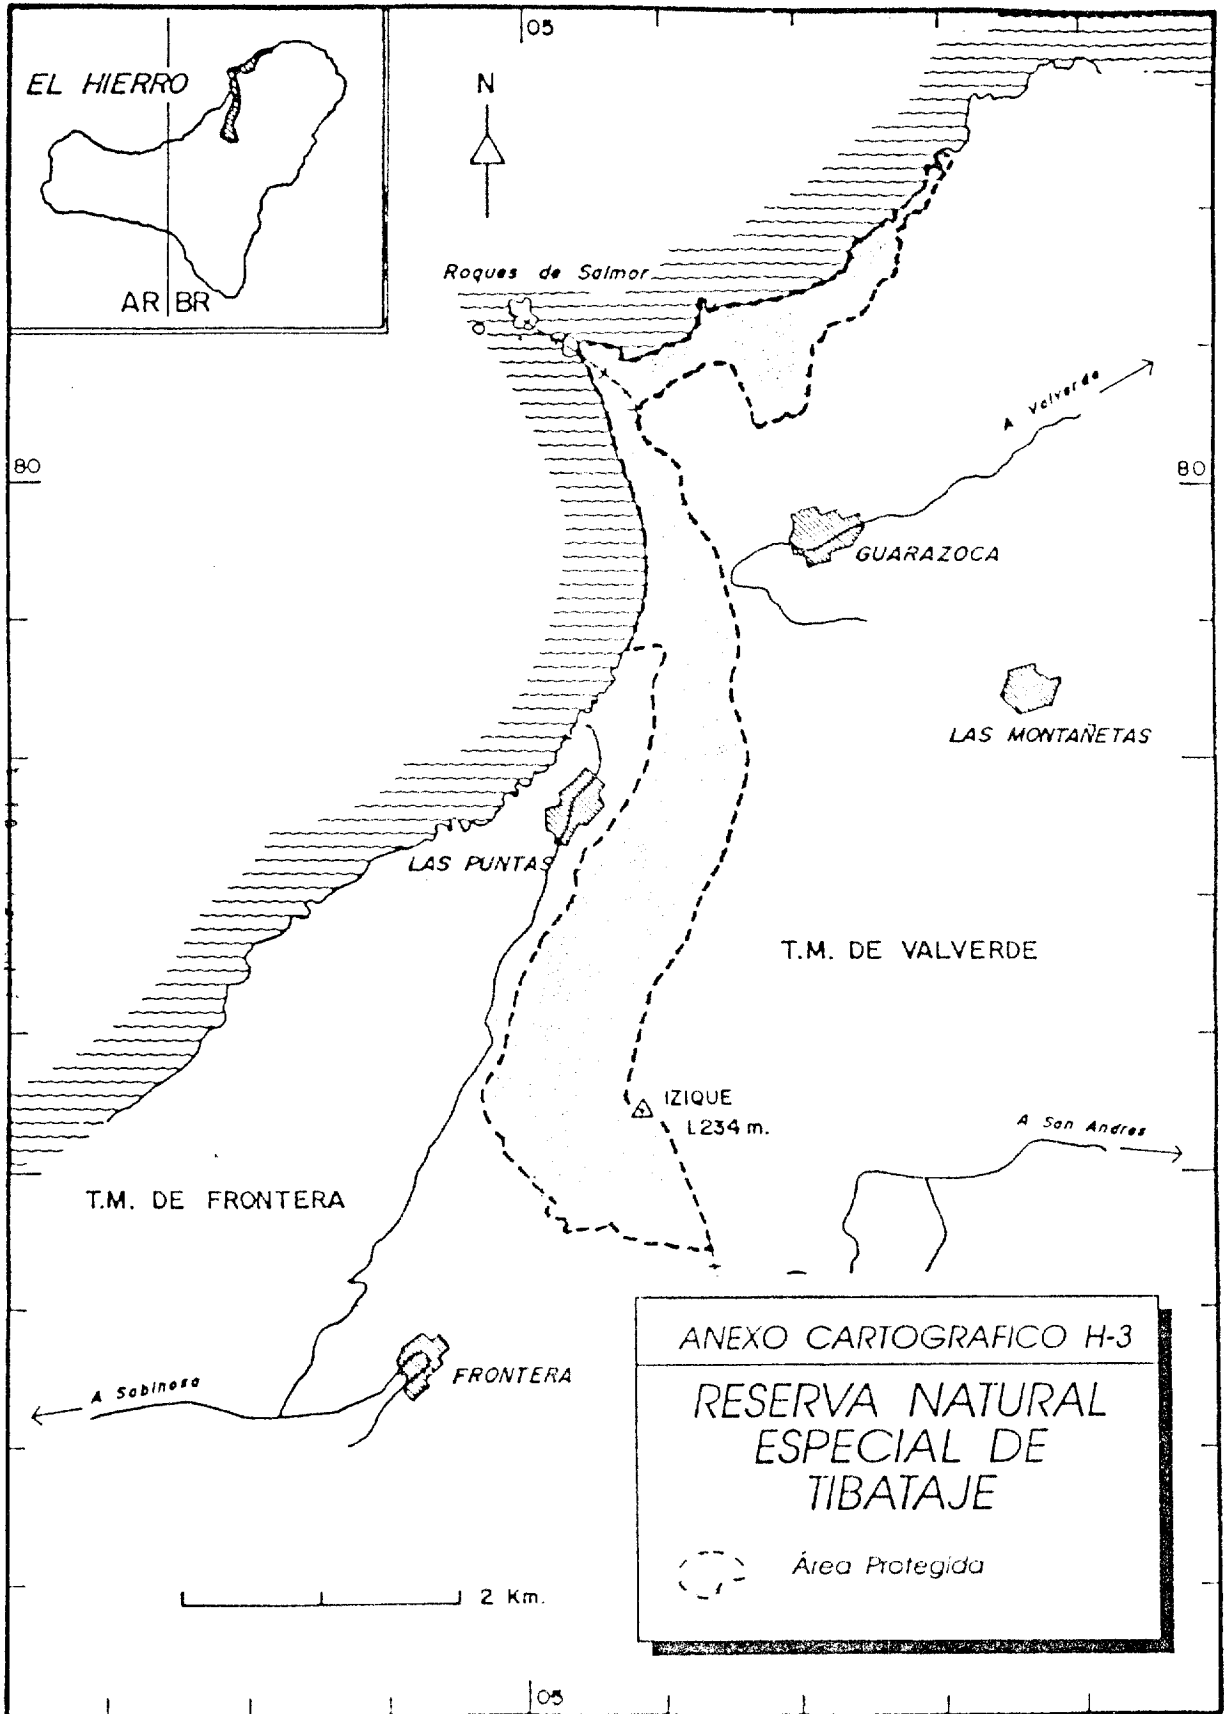 05
EL HIERRO
AR BR
N
Roques de Salmor
A Valverde
80
80
GUARAZOCA
LAS MONTAÑETAS
LAS PUNTAS
T.M. DE VALVERDE
IZIQUE
1.234 m.
A San Andres
T.M. DE FRONTERA
FRONTERA
A Sabinosa
ANEXO CARTOGRAFICO H-3
RESERVA NATURAL
ESPECIAL DE
TIBATAJE
Área Protegida
2 Km.
05